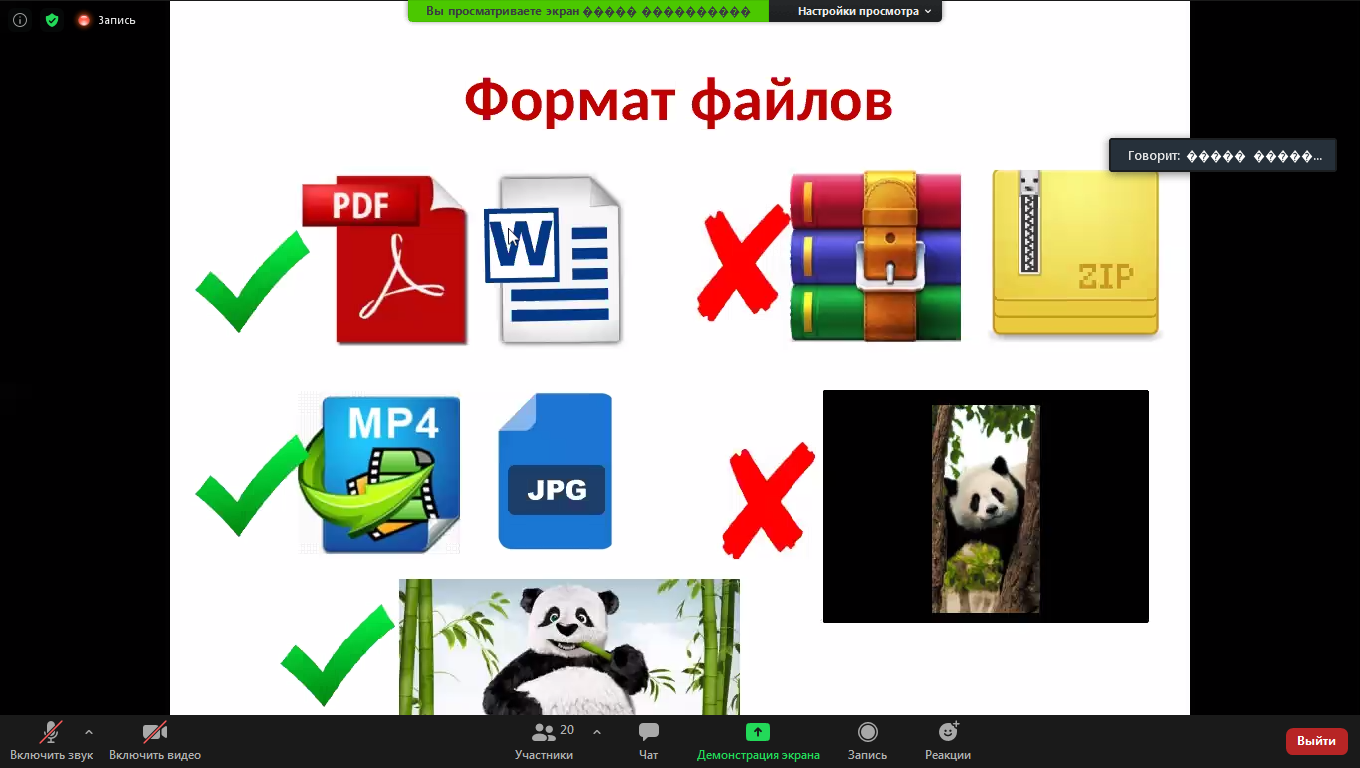 Запись
Вы просматриваете экран
Настройки просмотра
Формат файлов
Говорит:
PDF
W
ZIP
MP4
JPG
Включить звук
Включить видео
20
Участники
Чат
Демонстрация экрана
Запись
Реакции
Выйти